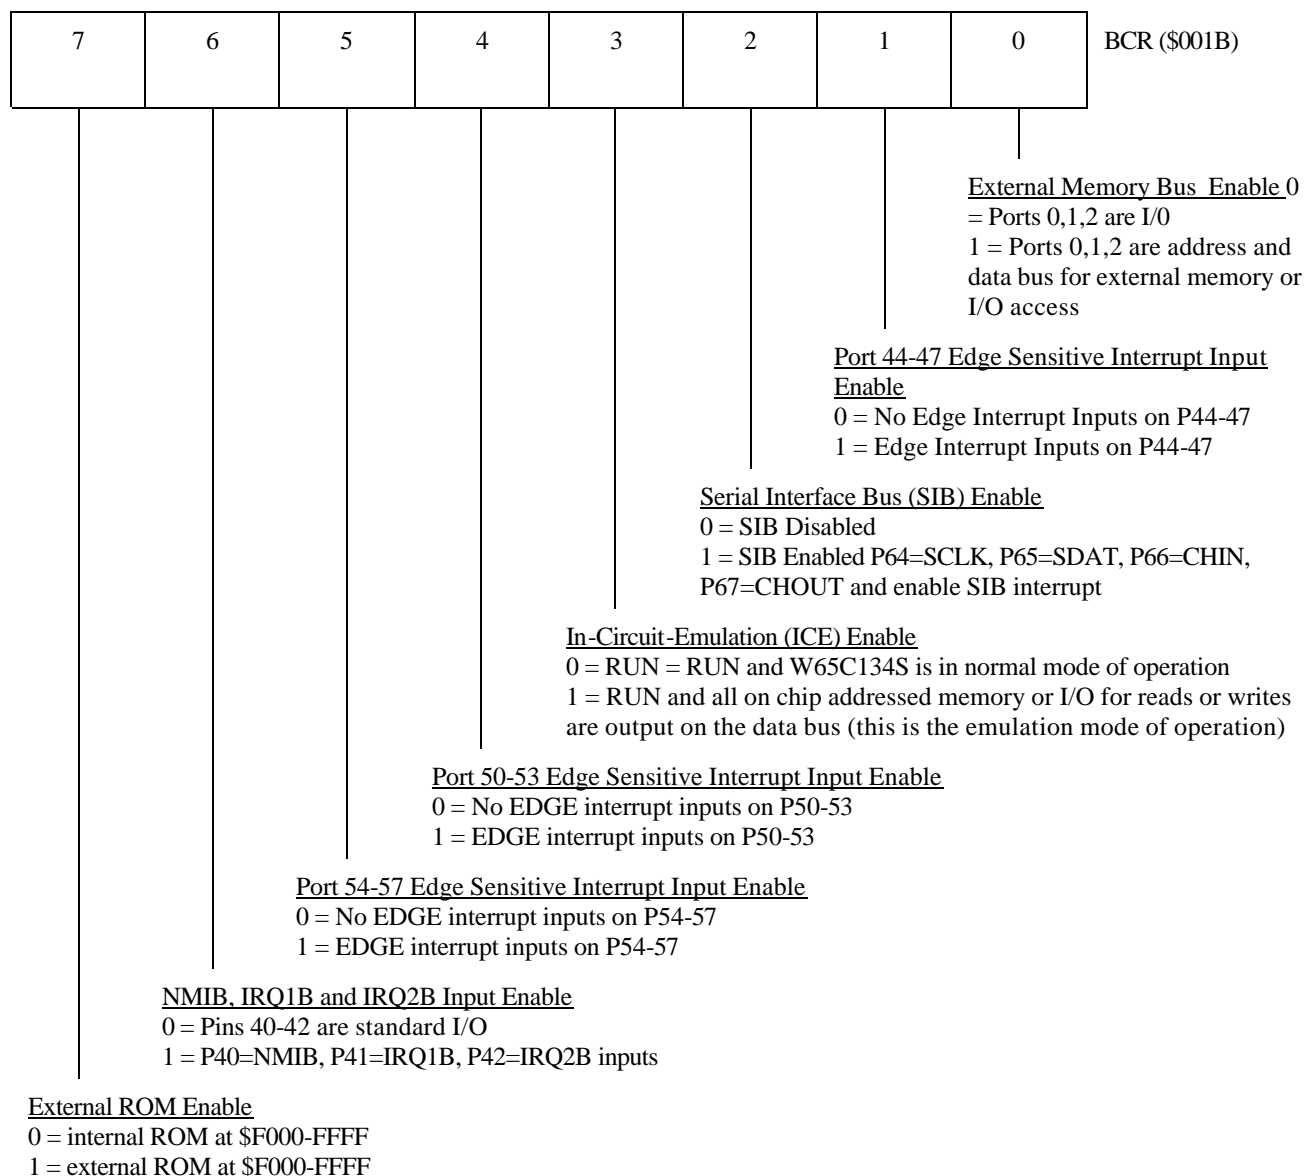 7 6 5 4 3 2 1 0 BCR ($001B)
External Memory Bus Enable 0
= Ports 0,1,2 are I/0
1 = Ports 0,1,2 are address and
data bus for external memory or
I/O access
Port 44-47 Edge Sensitive Interrupt Input
Enable
0 = No Edge Interrupt Inputs on P44-47
1 = Edge Interrupt Inputs on P44-47
Serial Interface Bus (SIB) Enable
0 = SIB Disabled
1 = SIB Enabled P64=SCLK, P65=SDAT, P66=CHIN,
P67=CHOUT and enable SIB interrupt
In-Circuit-Emulation (ICE) Enable
0 = RUN = RUN and W65C134S is in normal mode of operation
1 = RUN and all on chip addressed memory or I/O for reads or writes
are output on the data bus (this is the emulation mode of operation)
Port 50-53 Edge Sensitive Interrupt Input Enable
0 = No EDGE interrupt inputs on P50-53
1 = EDGE interrupt inputs on P50-53
Port 54-57 Edge Sensitive Interrupt Input Enable
0 = No EDGE interrupt inputs on P54-57
1 = EDGE interrupt inputs on P54-57
NMIB, IRQ1B and IRQ2B Input Enable
0 = Pins 40-42 are standard I/O
1 = P40=NMIB, P41=IRQ1B, P42=IRQ2B inputs
External ROM Enable
0 = internal ROM at $F000-FFFF
1 = external ROM at $F000-FFFF